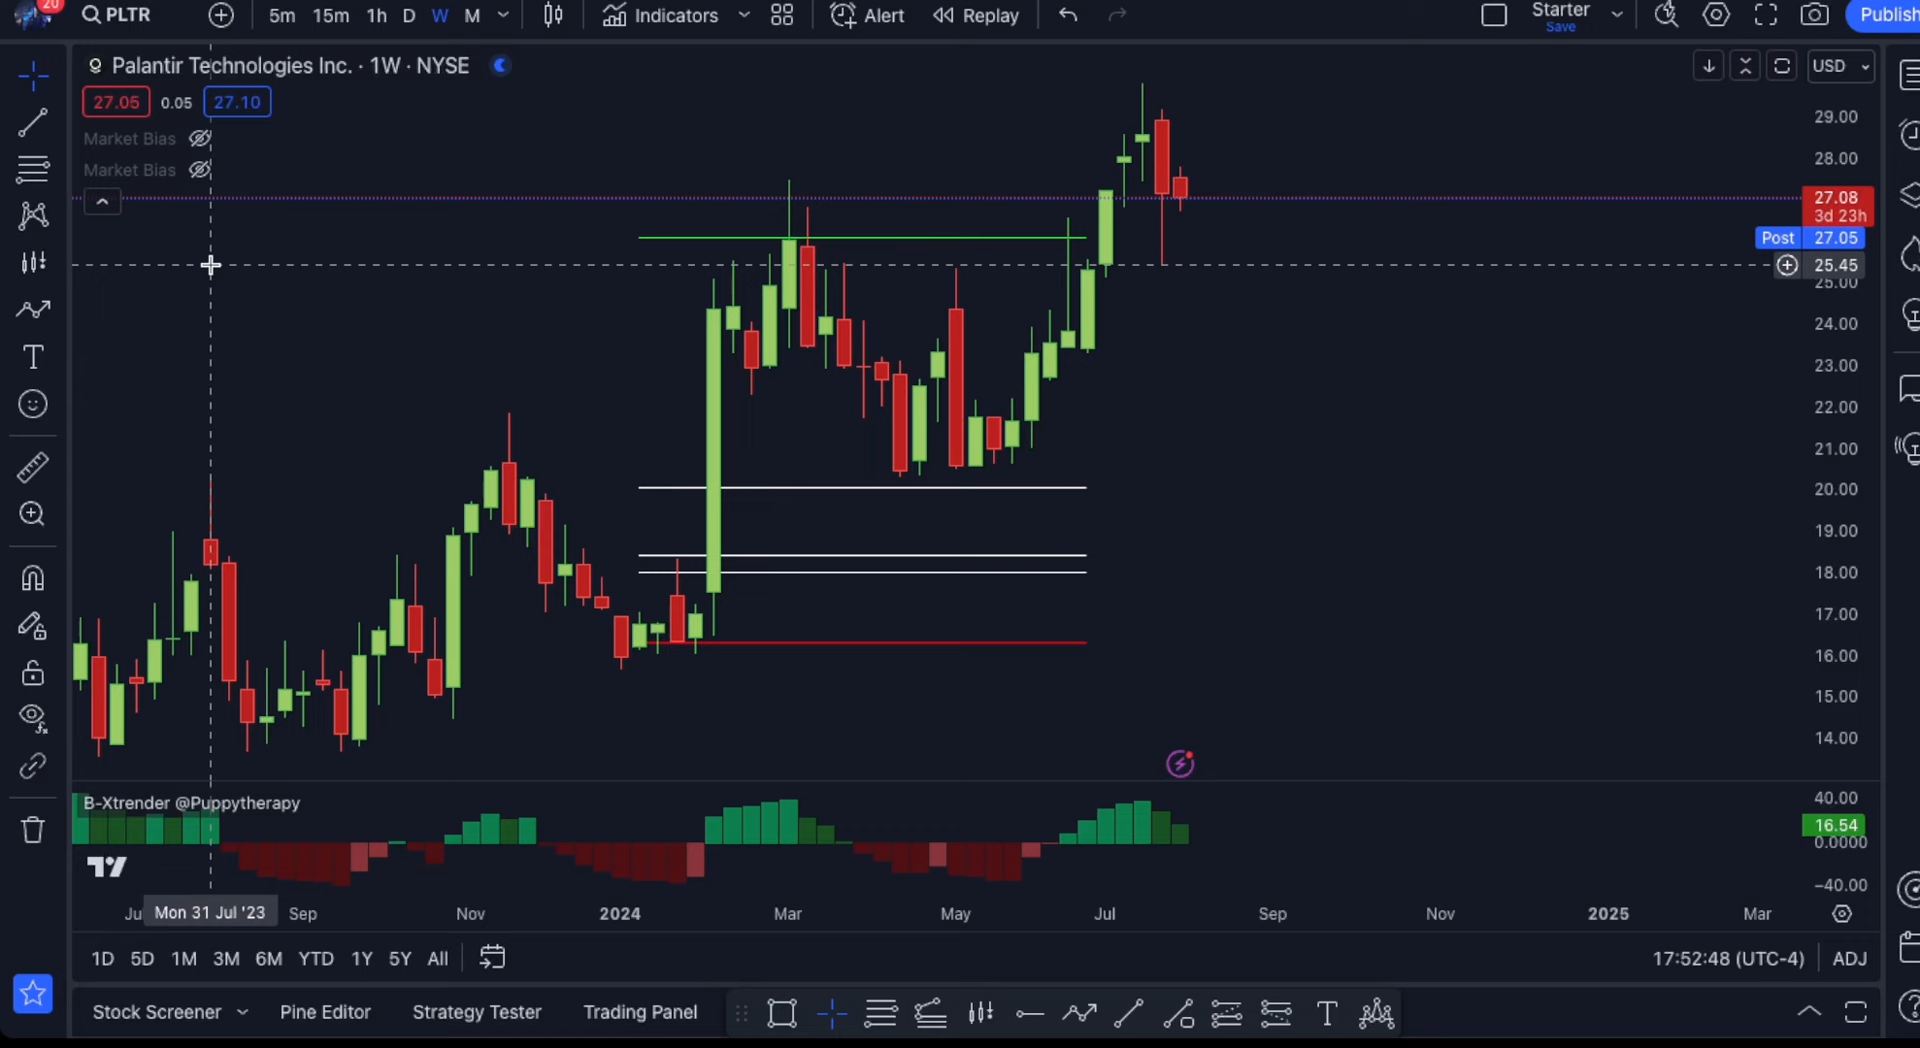 20
PLTR
5m 15m 1h D W M
Indicators
Alert
Replay
Starter
Save
Publish
Palantir Technologies Inc. · 1W · NYSE
USD
27.05 0.05 27.10
Market Bias
Market Bias
29.00
28.00
27.08
3d 23h
Post 27.05
25.45
25.00
24.00
23.00
22.00
21.00
20.00
19.00
18.00
17.00
16.00
15.00
14.00
B-Xtrender @Puppytherapy
40.00
16.54
0.0000
−40.00
Ju Mon 31 Jul '23 Sep Nov 2024 Mar May Jul Sep Nov 2025 Mar
1D 5D 1M 3M 6M YTD 1Y 5Y All
17:52:48 (UTC-4) ADJ
Stock Screener Pine Editor Strategy Tester Trading Panel